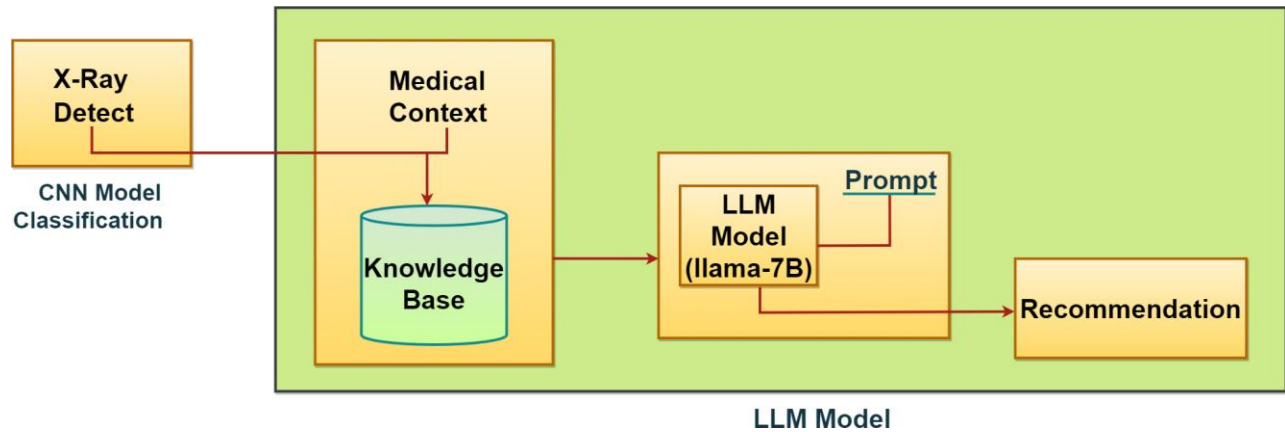 X-Ray
Detect
CNN Model
Classification
Medical
Context
Knowledge
Base
LLM
Model
(llama-7B)
Prompt
Recommendation
LLM Model